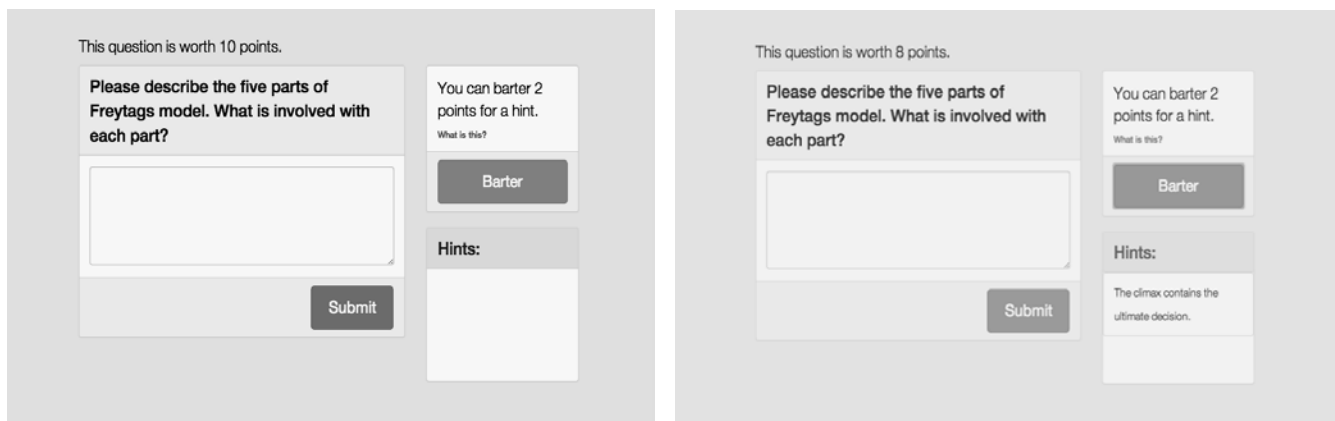 This question is worth 10 points.
Please describe the five parts of
Freytags model. What is involved with
each part?
Submit
You can barter 2
points for a hint.
What is this?
Barter
Hints:
This question is worth 8 points.
Please describe the five parts of
Freytags model. What is involved with
each part?
Submit
You can barter 2
points for a hint.
What is this?
Barter
Hints:
The climax contains the
ultimate decision.